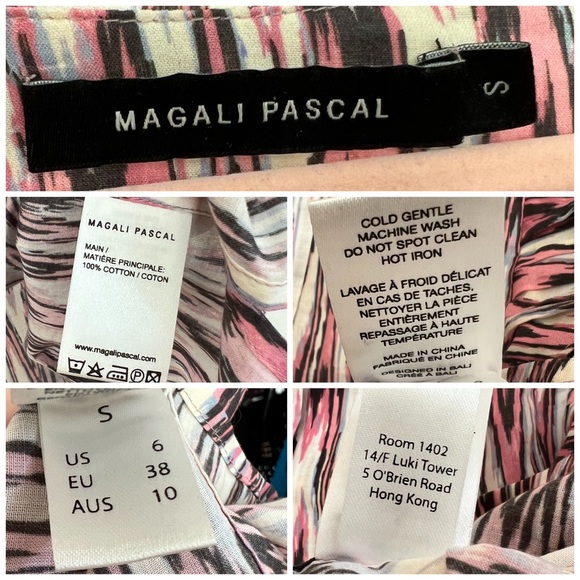 MAGALI PASCAL
S
MAGALI PASCAL
MAIN /
MATIÈRE PRINCIPALE:
100% COTTON / COTON
www.magalipascal.com
COLD GENTLE
MACHINE WASH
DO NOT SPOT CLEAN
HOT IRON
LAVAGE À FROID DÉLICAT
EN CAS DE TACHES,
NETTOYER LA PIÈCE
ENTIÈREMENT
REPASSAGE À HAUTE
TEMPÉRATURE
MADE IN CHINA
FABRIQUÉ EN CHINE
DESIGNED IN BALI
CRÉÉ À BALI
S
US 6
EU 38
AUS 10
Room 1402
14/F Luki Tower
5 O'Brien Road
Hong Kong